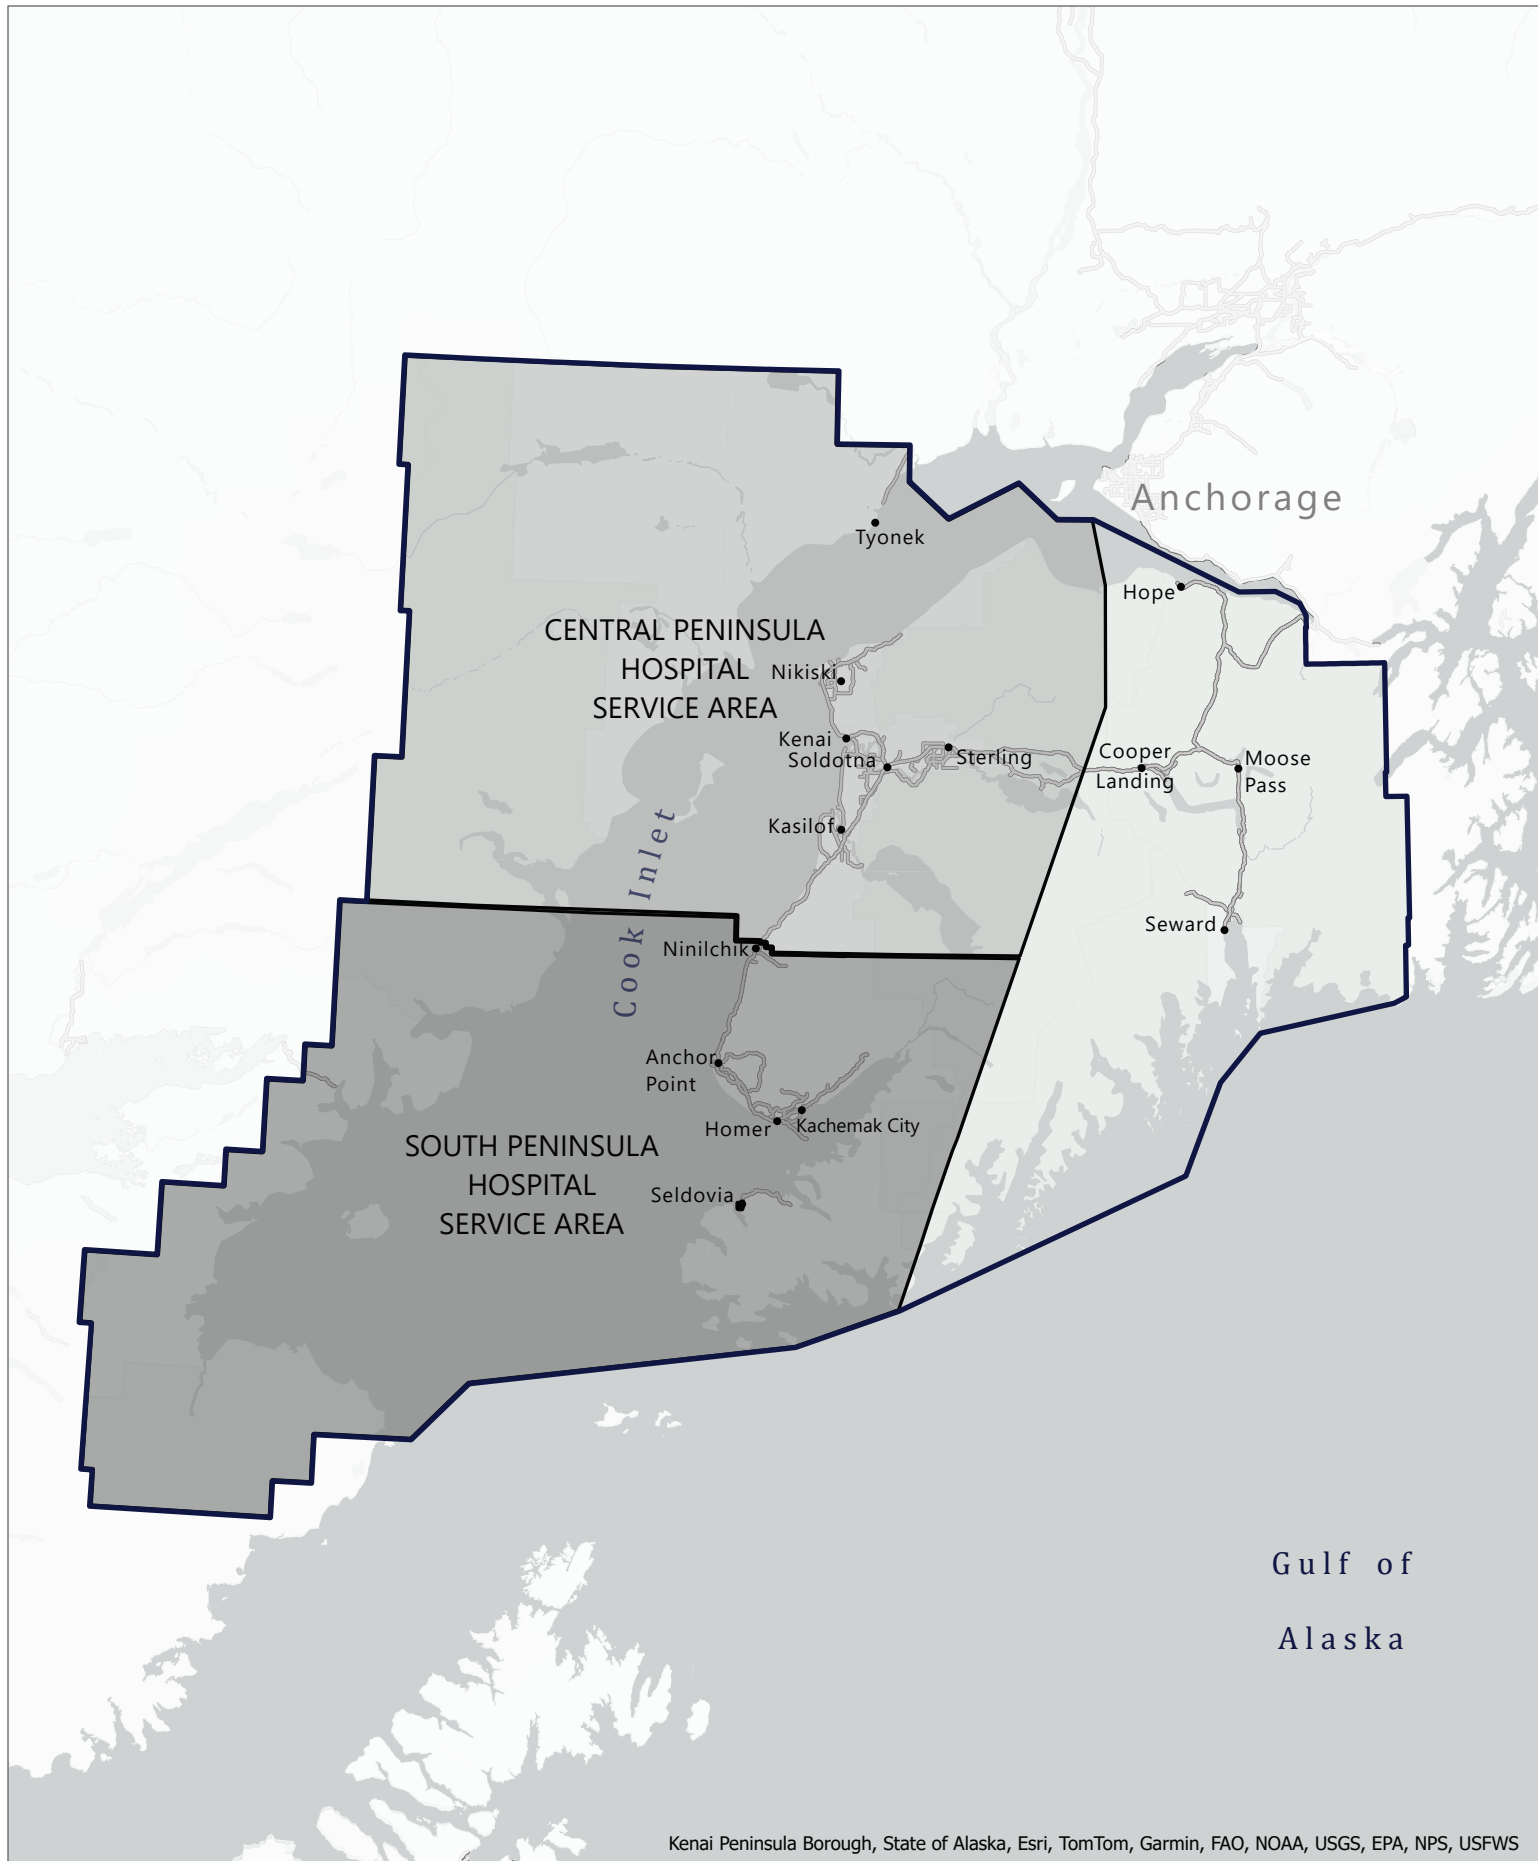 Anchorage
Tyonek
Hope
CENTRAL PENINSULA
HOSPITAL
SERVICE AREA
Nikiski
Kenai
Soldotna
Sterling
Cooper
Landing
Moose
Pass
Kasilof
Cook Inlet
Seward
Ninilchik
Anchor
Point
Homer
Kachemak City
SOUTH PENINSULA
HOSPITAL
SERVICE AREA
Seldovia
Gulf of
Alaska
Kenai Peninsula Borough, State of Alaska, Esri, TomTom, Garmin, FAO, NOAA, USGS, EPA, NPS, USFWS